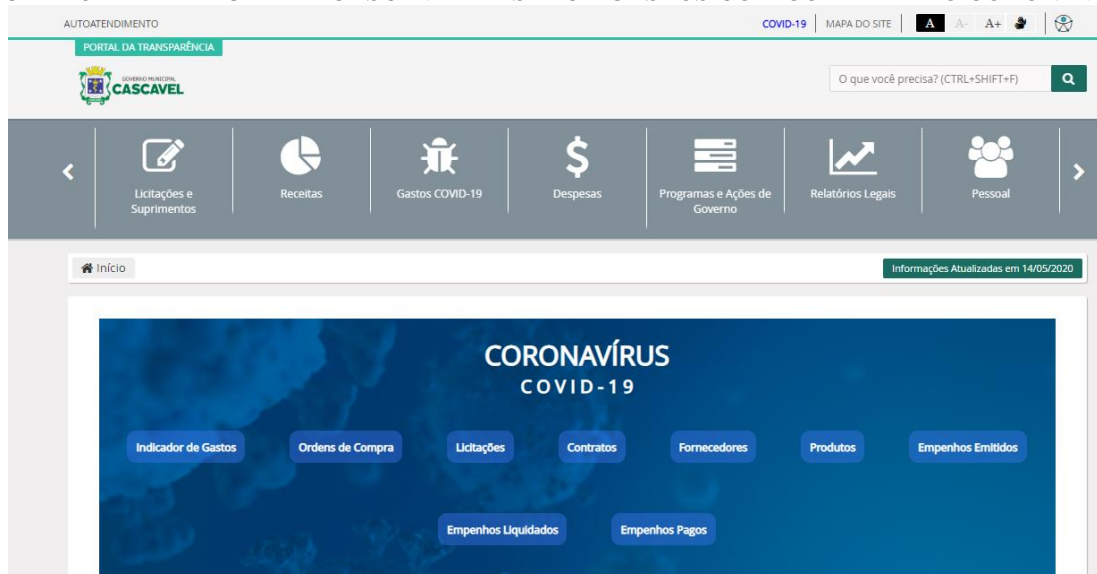 AUTOATENDIMENTO
COVID-19
MAPA DO SITE
A
A-
A+
PORTAL DA TRANSPARÊNCIA
GOVERNO MUNICIPAL
CASCAVEL
O que você precisa? (CTRL+SHIFT+F)
Licitações e
Suprimentos
Receitas
Gastos COVID-19
Despesas
Programas e Ações de
Governo
Relatórios Legais
Pessoal
Início
Informações Atualizadas em 14/05/2020
CORONAVÍRUS
COVID-19
Indicador de Gastos
Ordens de Compra
Licitações
Contratos
Fornecedores
Produtos
Empenhos Emitidos
Empenhos Liquidados
Empenhos Pagos